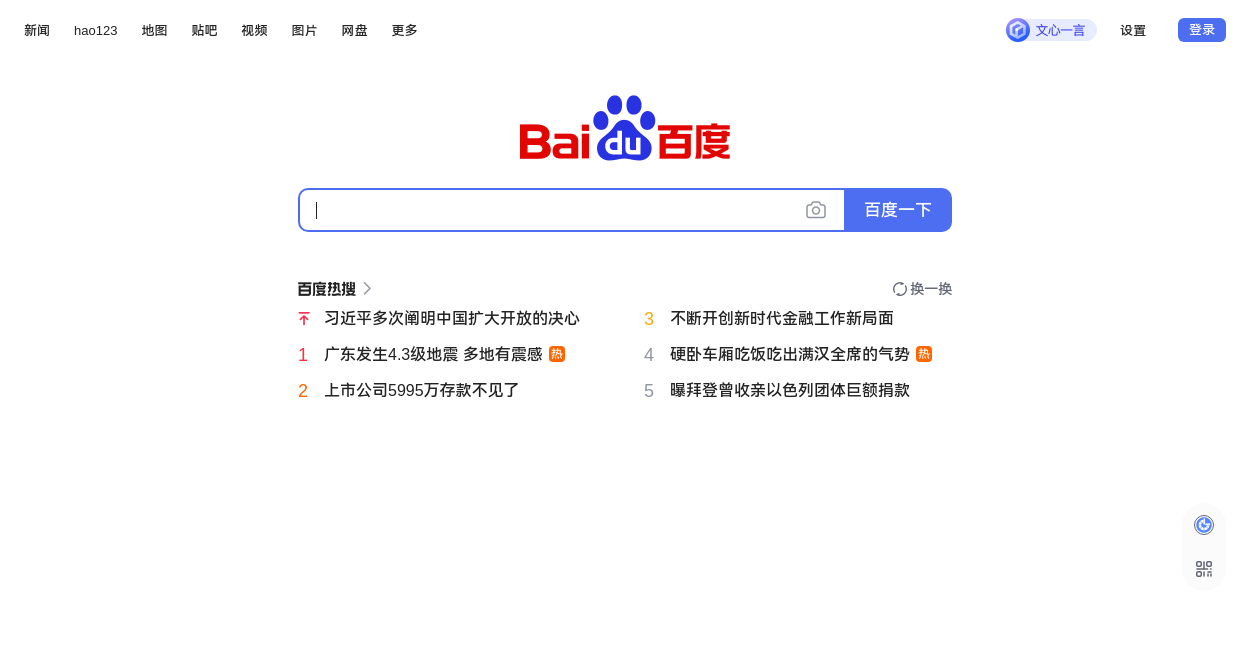 新闻 hao123 地图 贴吧 视频 图片 网盘 更多 文心一言 设置 登录
Bai du 百度
百度一下
百度热搜 换一换
习近平多次阐明中国扩大开放的决心
3 不断开创新时代金融工作新局面
1 广东发生4.3级地震 多地有震感 热
4 硬卧车厢吃饭吃出满汉全席的气势 热
2 上市公司5995万存款不见了
5 曝拜登曾收亲以色列团体巨额捐款